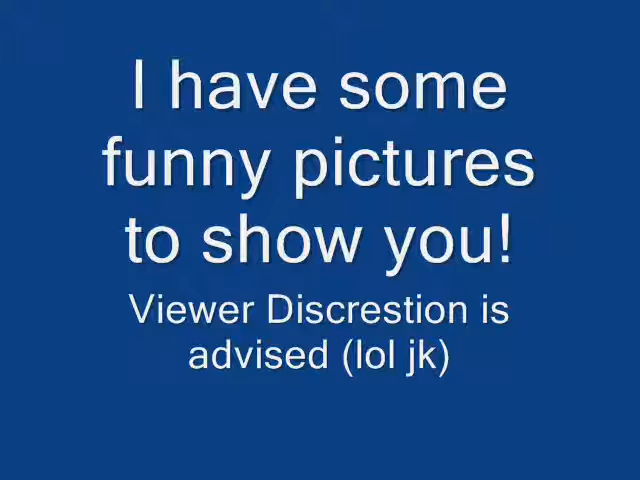 I have some
funny pictures
to show you!
Viewer Discrestion is
advised (lol jk)